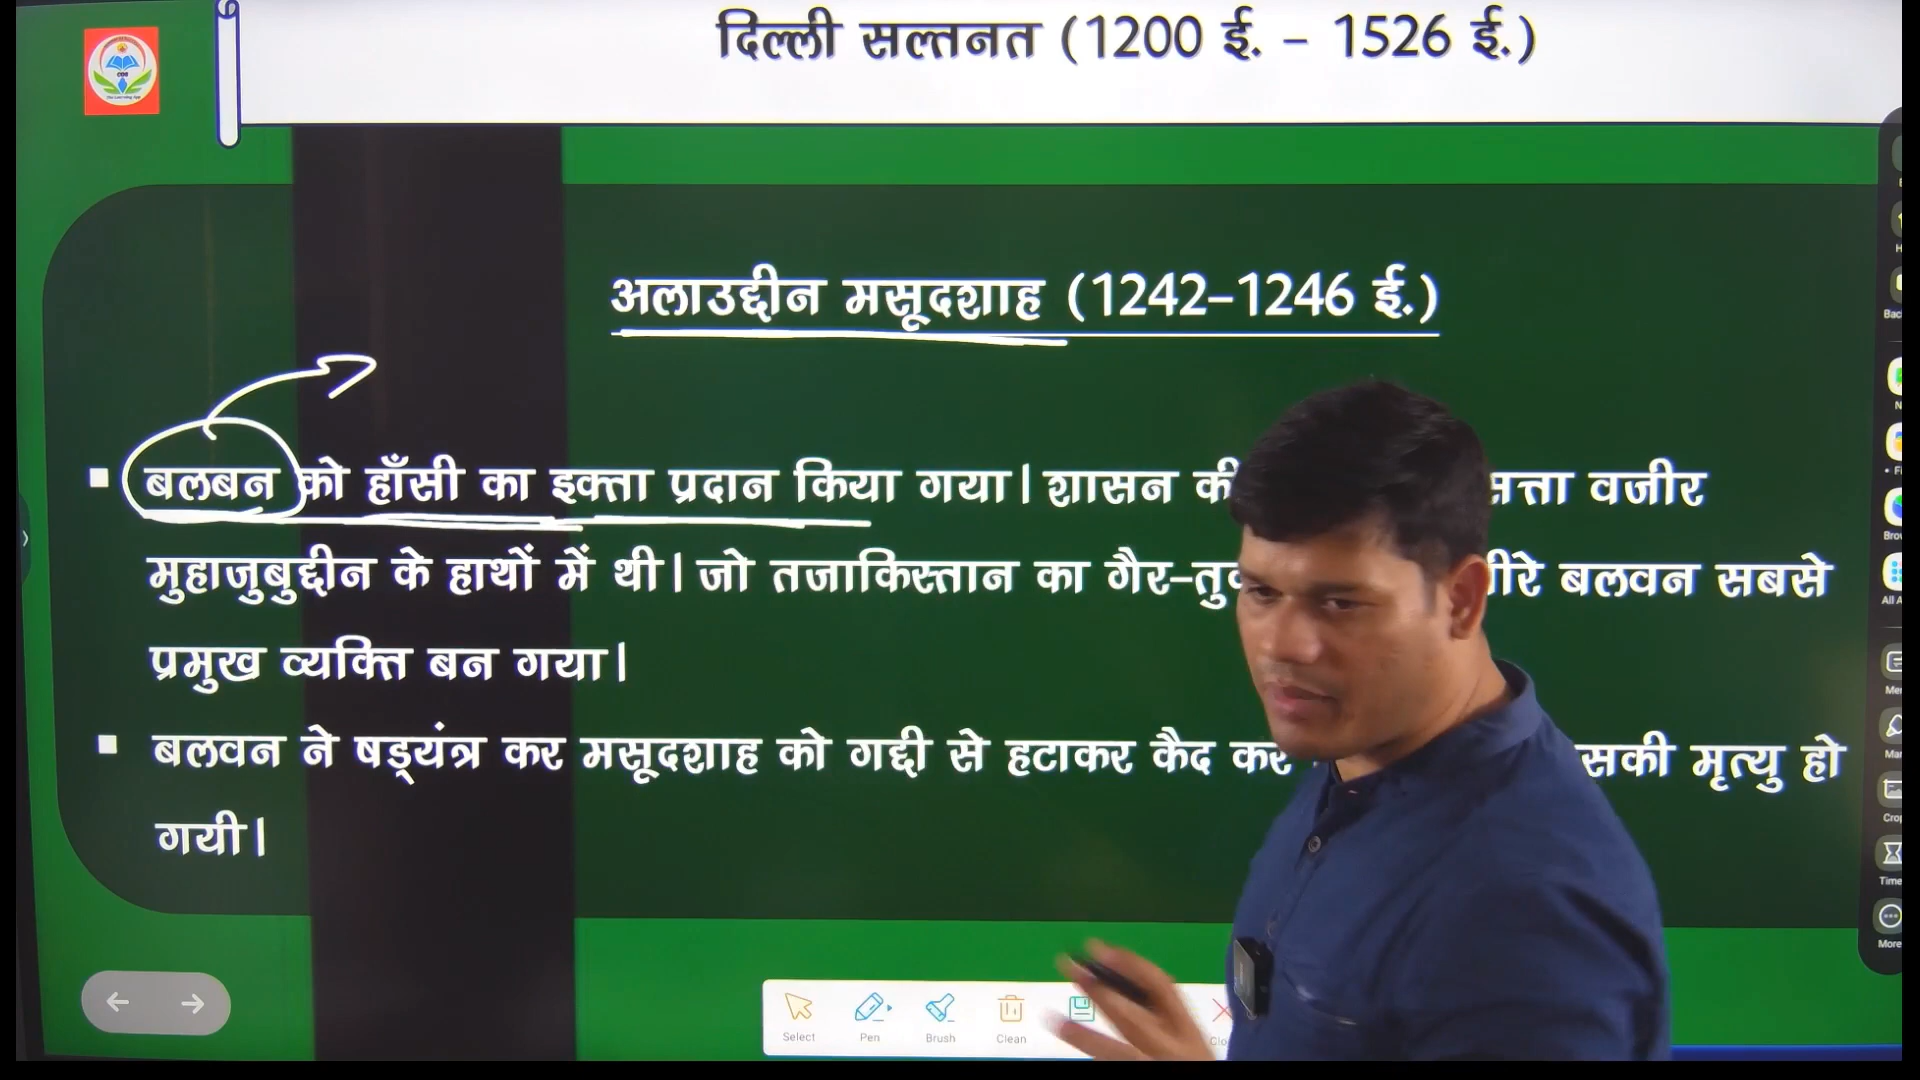 दिल्ली सल्तनत (1200 ई. – 1526 ई.)
अलाउद्दीन मसूदशाह (1242–1246 ई.)
▪ बलबन को हाँसी का इक्ता प्रदान किया गया। शासन की सत्ता वजीर
मुहाजुबुद्दीन के हाथों में थी। जो तजाकिस्तान का गैर-तु बलवन सबसे
प्रमुख व्यक्ति बन गया।
▪ बलवन ने षड्यंत्र कर मसूदशाह को गद्दी से हटाकर कैद कर मृत्यु हो
गयी।
Select Pen Brush Clean